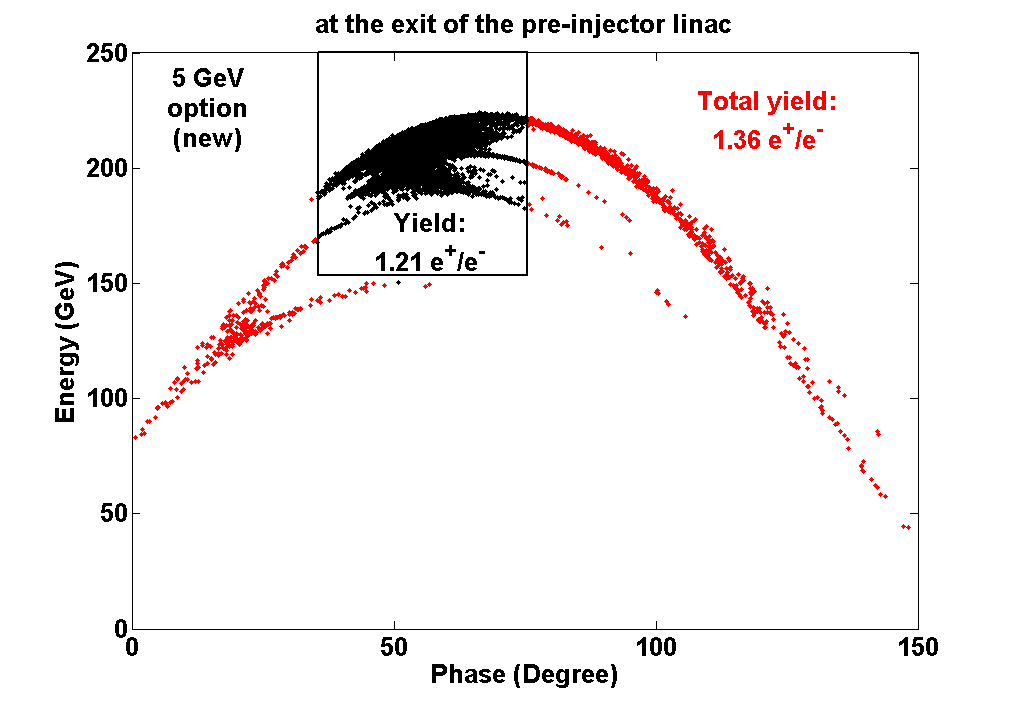 at the exit of the pre-injector linac
250
200
150
100
50
0
Energy (GeV)
5 GeV
option
(new)
Yield:
1.21 e⁺/e⁻
Total yield:
1.36 e⁺/e⁻
0
50
100
150
Phase (Degree)